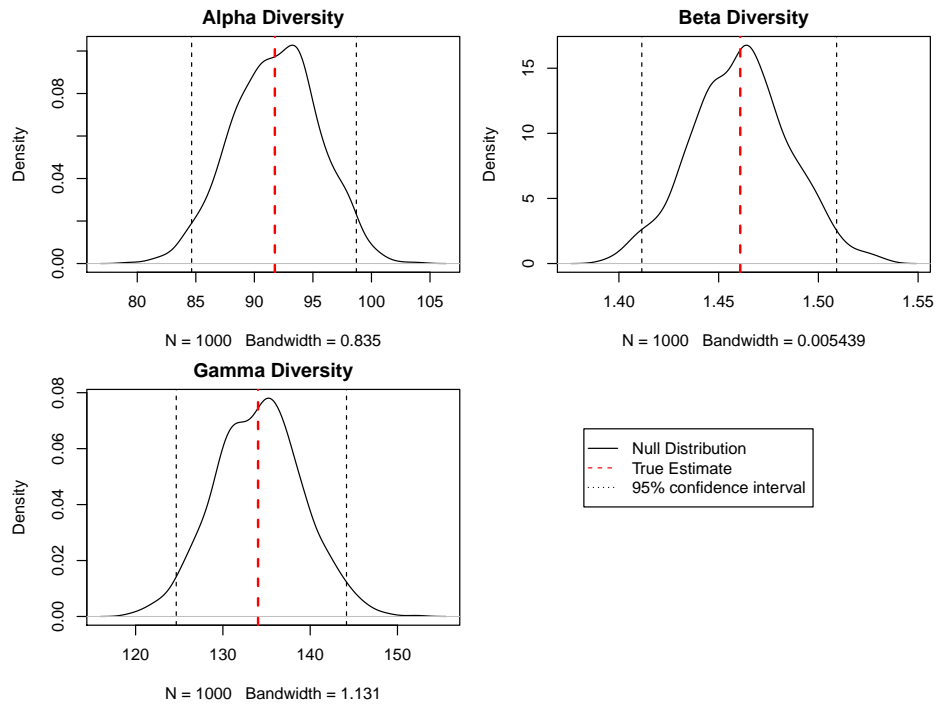 Alpha Diversity
Density
0.00
0.04
0.08
80 85 90 95 100 105
N = 1000 Bandwidth = 0.835
Beta Diversity
Density
0
5
10
15
1.40 1.45 1.50 1.55
N = 1000 Bandwidth = 0.005439
Gamma Diversity
Density
0.00
0.02
0.04
0.06
0.08
120 130 140 150
N = 1000 Bandwidth = 1.131
Null Distribution
True Estimate
95% confidence interval